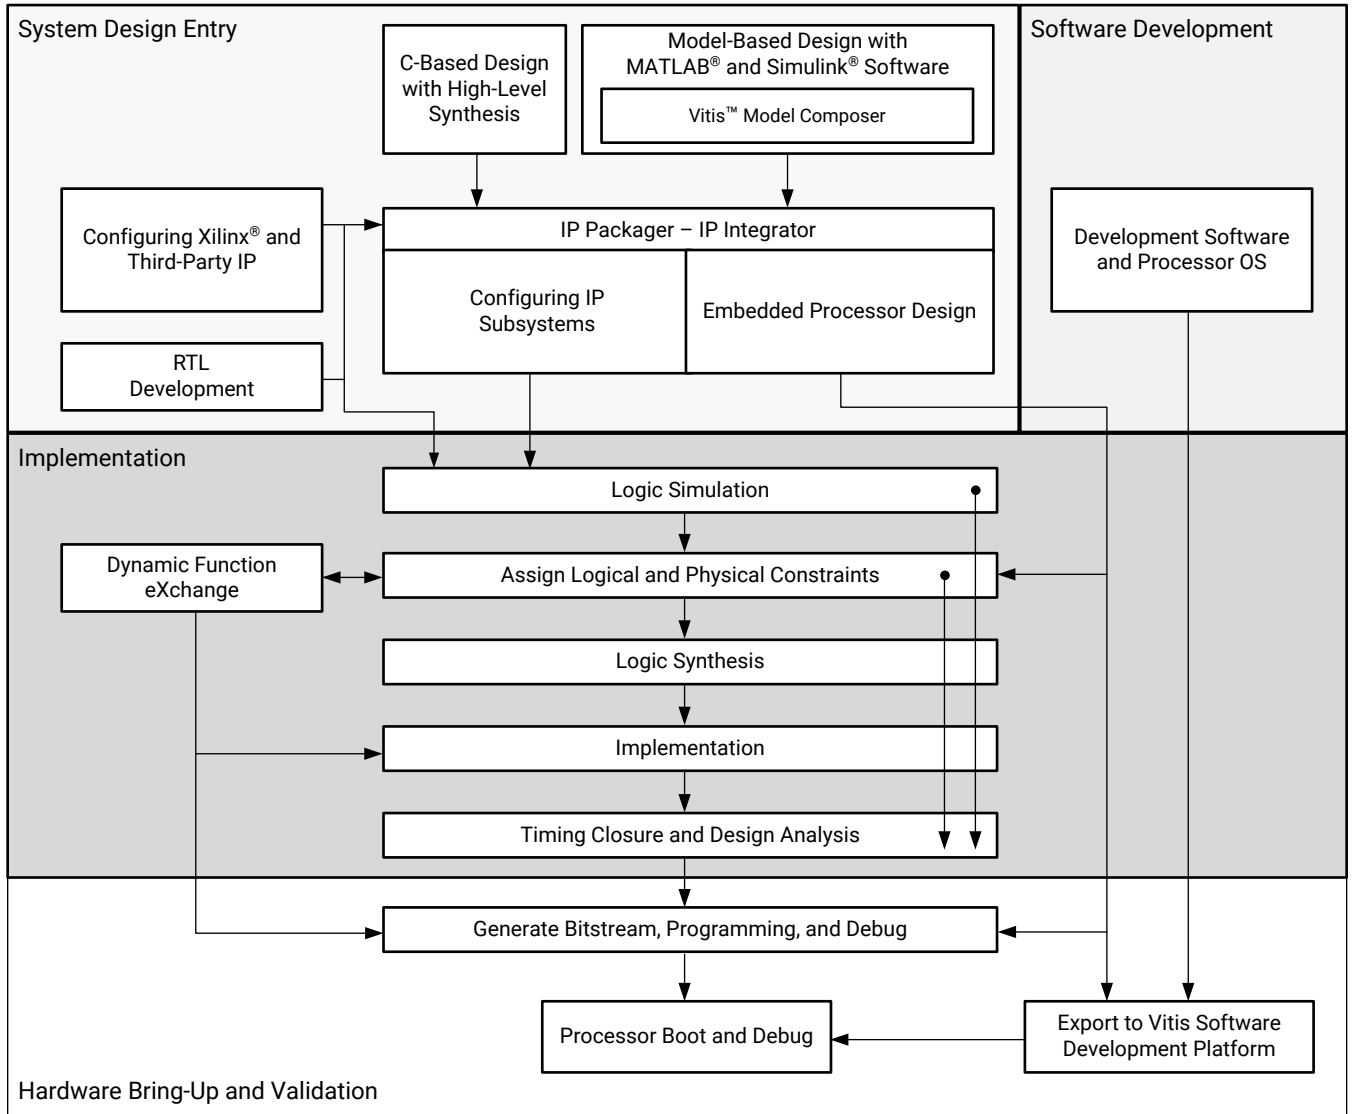 System Design Entry
Software Development
C-Based Design
with High-Level
Synthesis
Model-Based Design with
MATLAB® and Simulink® Software
Vitis™ Model Composer
Configuring Xilinx® and
Third-Party IP
IP Packager – IP Integrator
Configuring IP
Subsystems
Embedded Processor Design
Development Software
and Processor OS
RTL
Development
Implementation
Logic Simulation
Dynamic Function
eXchange
Assign Logical and Physical Constraints
Logic Synthesis
Implementation
Timing Closure and Design Analysis
Generate Bitstream, Programming, and Debug
Processor Boot and Debug
Export to Vitis Software
Development Platform
Hardware Bring-Up and Validation